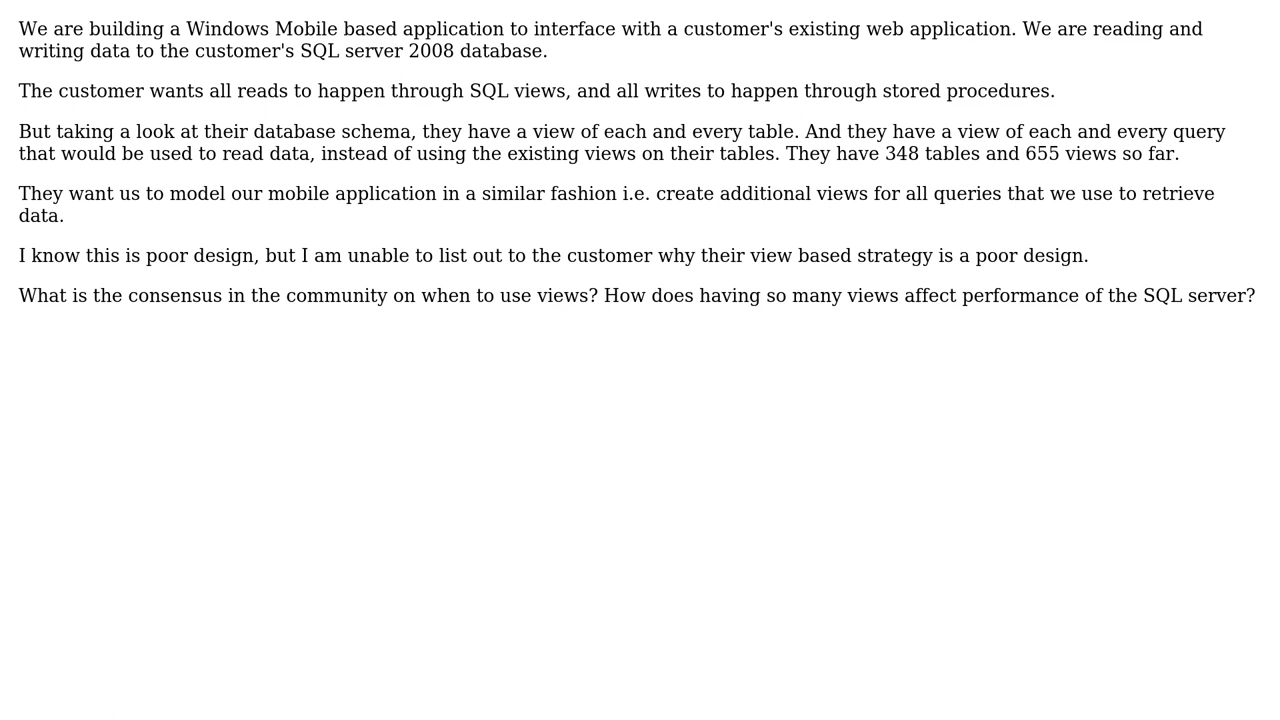 We are building a Windows Mobile based application to interface with a customer's existing web application. We are reading and
writing data to the customer's SQL server 2008 database.
The customer wants all reads to happen through SQL views, and all writes to happen through stored procedures.
But taking a look at their database schema, they have a view of each and every table. And they have a view of each and every query
that would be used to read data, instead of using the existing views on their tables. They have 348 tables and 655 views so far.
They want us to model our mobile application in a similar fashion i.e. create additional views for all queries that we use to retrieve
data.
I know this is poor design, but I am unable to list out to the customer why their view based strategy is a poor design.
What is the consensus in the community on when to use views? How does having so many views affect performance of the SQL server?